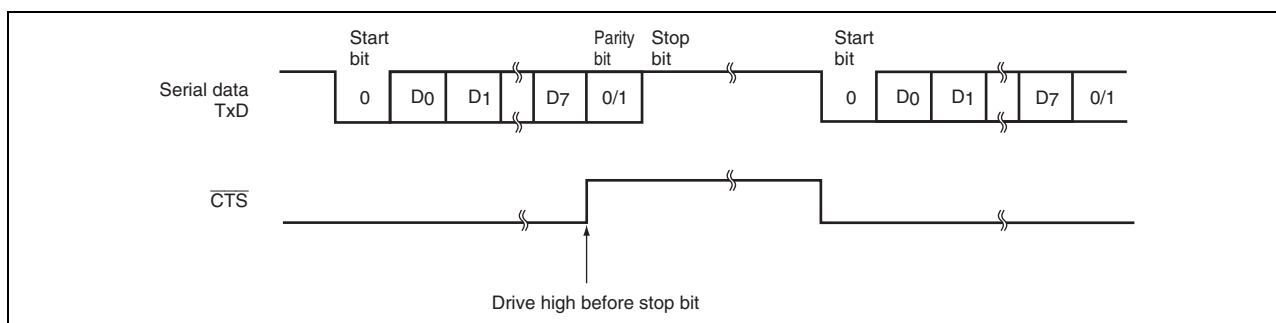 Start
bit
Parity
bit
Stop
bit
Start
bit
Serial data
TxD
0 D0 D1 D7 0/1 0 D0 D1 D7 0/1
CTS
Drive high before stop bit